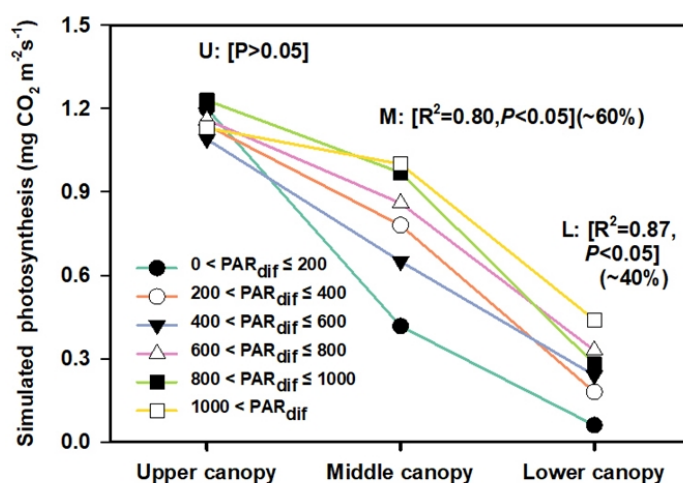 Simulated photosynthesis (mg CO₂ m⁻²s⁻¹)
1.5
1.2
0.9
0.6
0.3
0.0
U: [P>0.05]
M: [R²=0.80,P<0.05](~60%)
L: [R²=0.87,
P<0.05]
(~40%)
0 < PARdif ≤ 200
200 < PARdif ≤ 400
400 < PARdif ≤ 600
600 < PARdif ≤ 800
800 < PARdif ≤ 1000
1000 < PARdif
Upper canopy Middle canopy Lower canopy